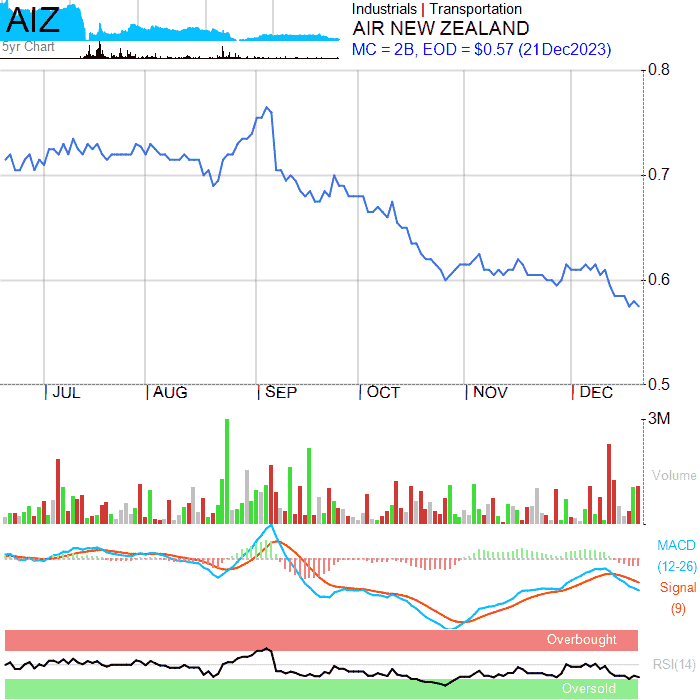 AIZ
5yr Chart
Industrials | Transportation
AIR NEW ZEALAND
MC = 2B, EOD = $0.57 (21Dec2023)
0.8
0.7
0.6
0.5
JUL
AUG
SEP
OCT
NOV
DEC
3M
Volume
MACD
(12-26)
Signal
(9)
Overbought
RSI(14)
Oversold